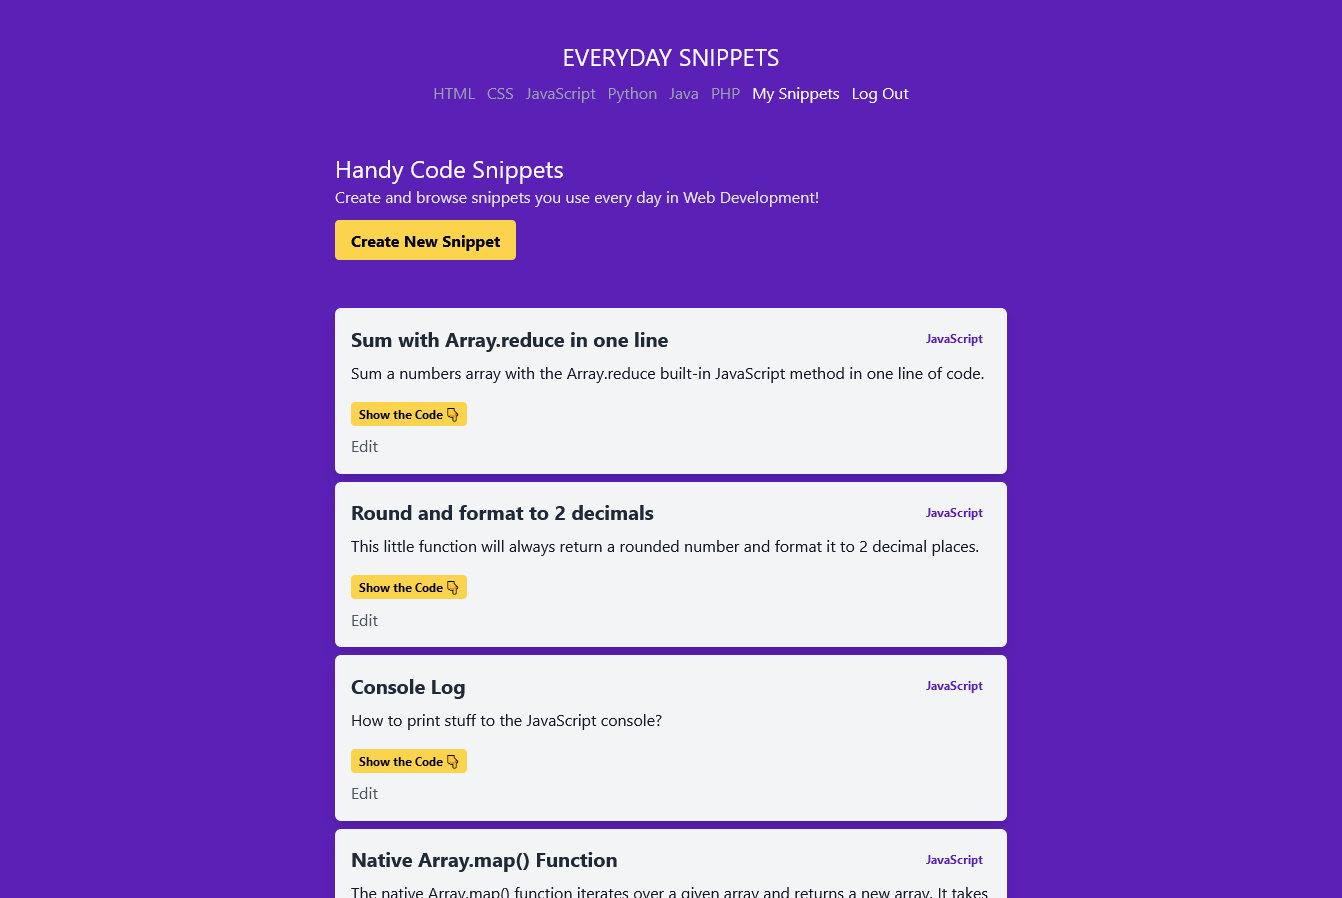 EVERYDAY SNIPPETS
HTML CSS JavaScript Python Java PHP My Snippets Log Out
Handy Code Snippets
Create and browse snippets you use every day in Web Development!
Create New Snippet
Sum with Array.reduce in one line JavaScript
Sum a numbers array with the Array.reduce built-in JavaScript method in one line of code.
Show the Code 👇
Edit
Round and format to 2 decimals JavaScript
This little function will always return a rounded number and format it to 2 decimal places.
Show the Code 👇
Edit
Console Log JavaScript
How to print stuff to the JavaScript console?
Show the Code 👇
Edit
Native Array.map() Function JavaScript
The native Array.map() function iterates over a given array and returns a new array. It takes